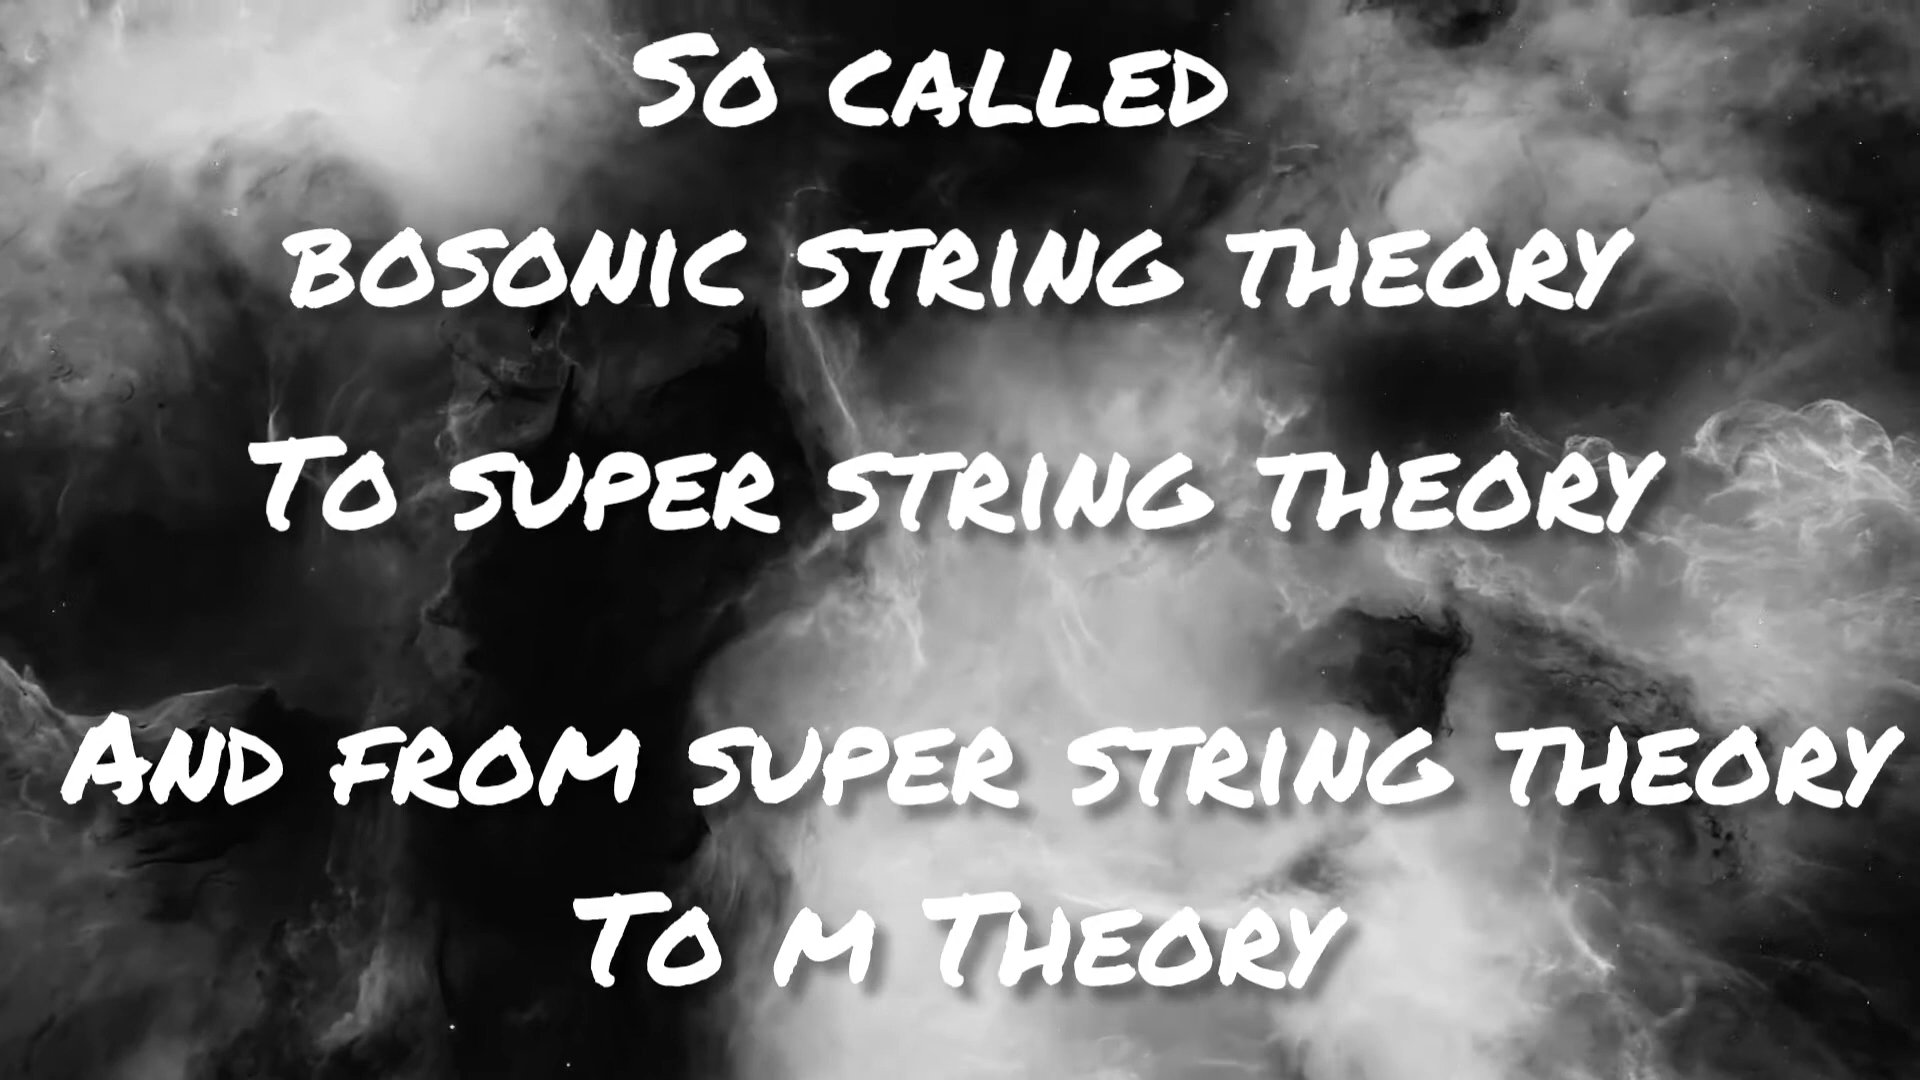 So called
bosonic string theory
To super string theory
And from super string theory
To m Theory